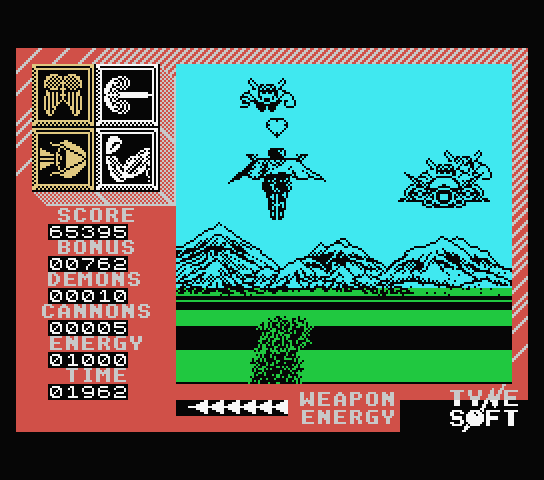 SCORE
65395
BONUS
00762
DEMONS
00010
CANNONS
00005
ENERGY
01000
TIME
01962
WEAPON
ENERGY
TYNE
SOFT